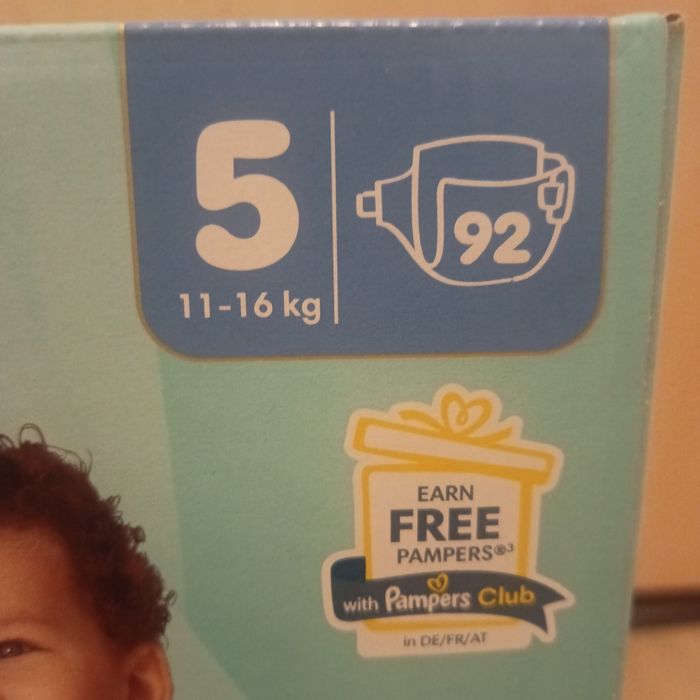 5
11-16 kg
92
EARN
FREE
PAMPERS®³
with Pampers Club
in DE/FR/AT